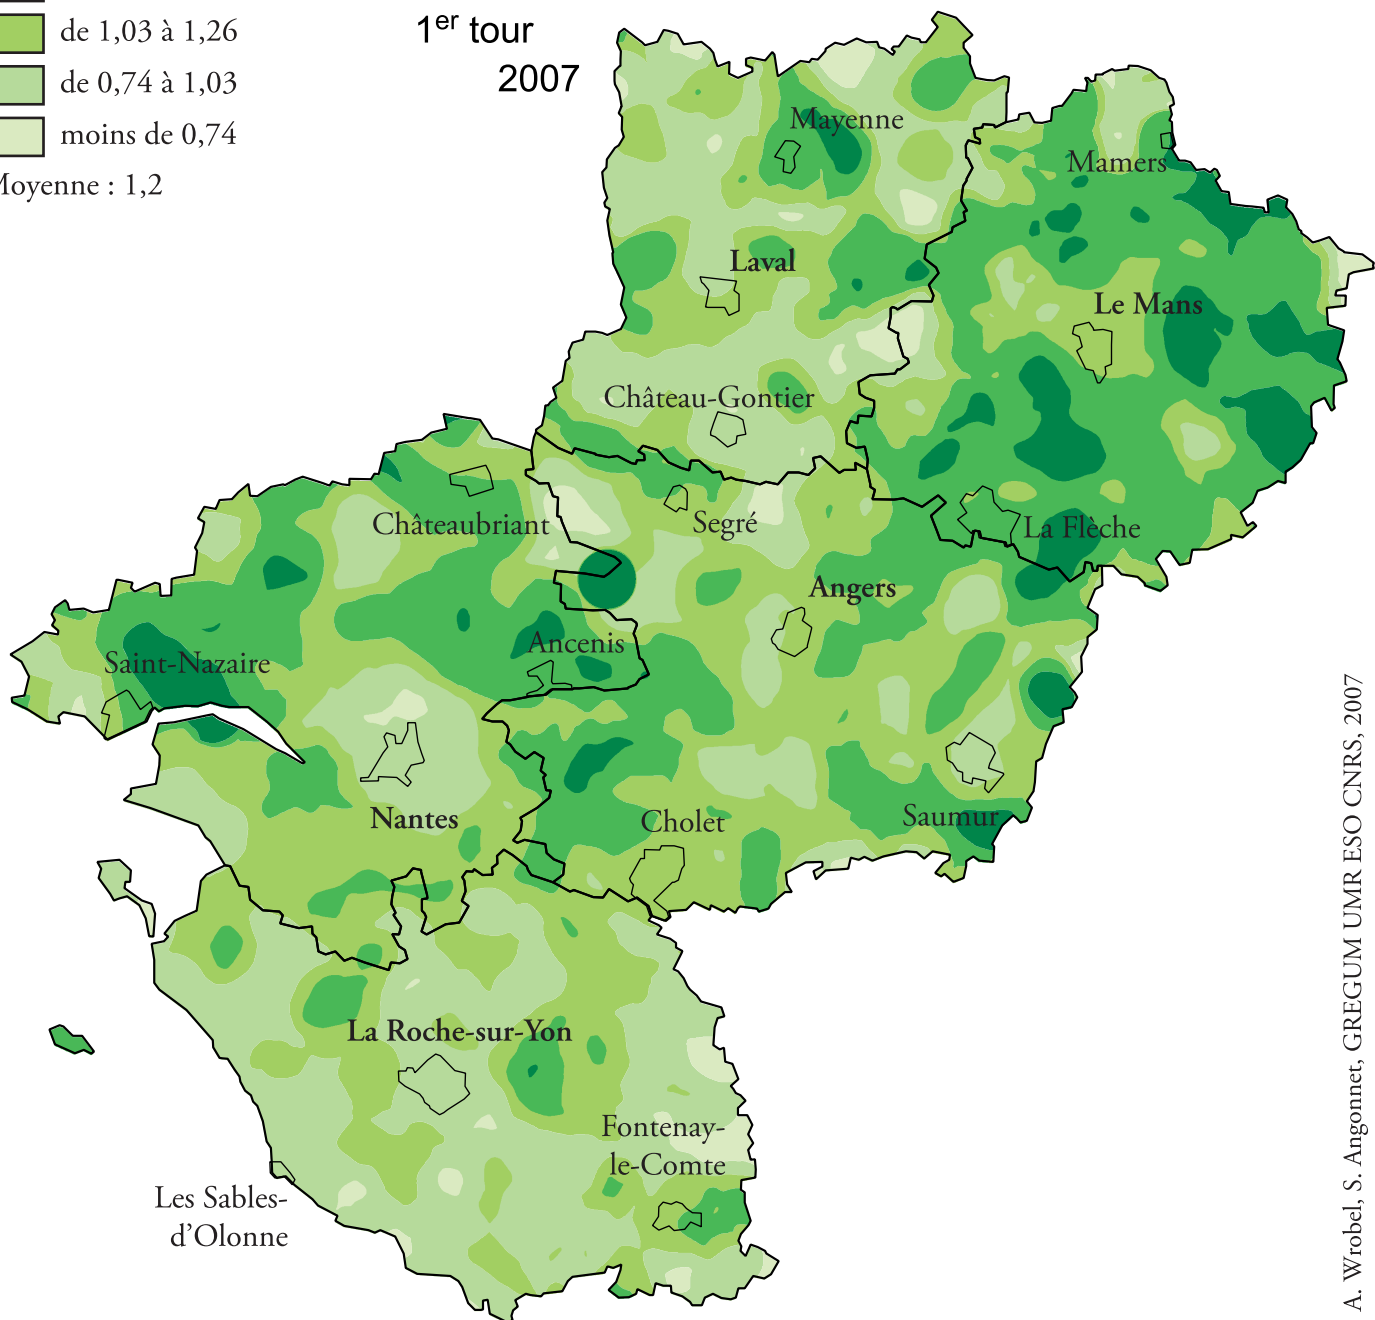 de 1,03 à 1,26
de 0,74 à 1,03
moins de 0,74
Moyenne : 1,2
1er tour
2007
Mayenne
Mamers
Laval
Le Mans
Château-Gontier
Châteaubriant
Segré
La Flèche
Angers
Ancenis
Saint-Nazaire
Nantes
Cholet
Saumur
La Roche-sur-Yon
Fontenay-
le-Comte
Les Sables-
d'Olonne
A. Wrobel, S. Angonnet, GREGUM UMR ESO CNRS, 2007